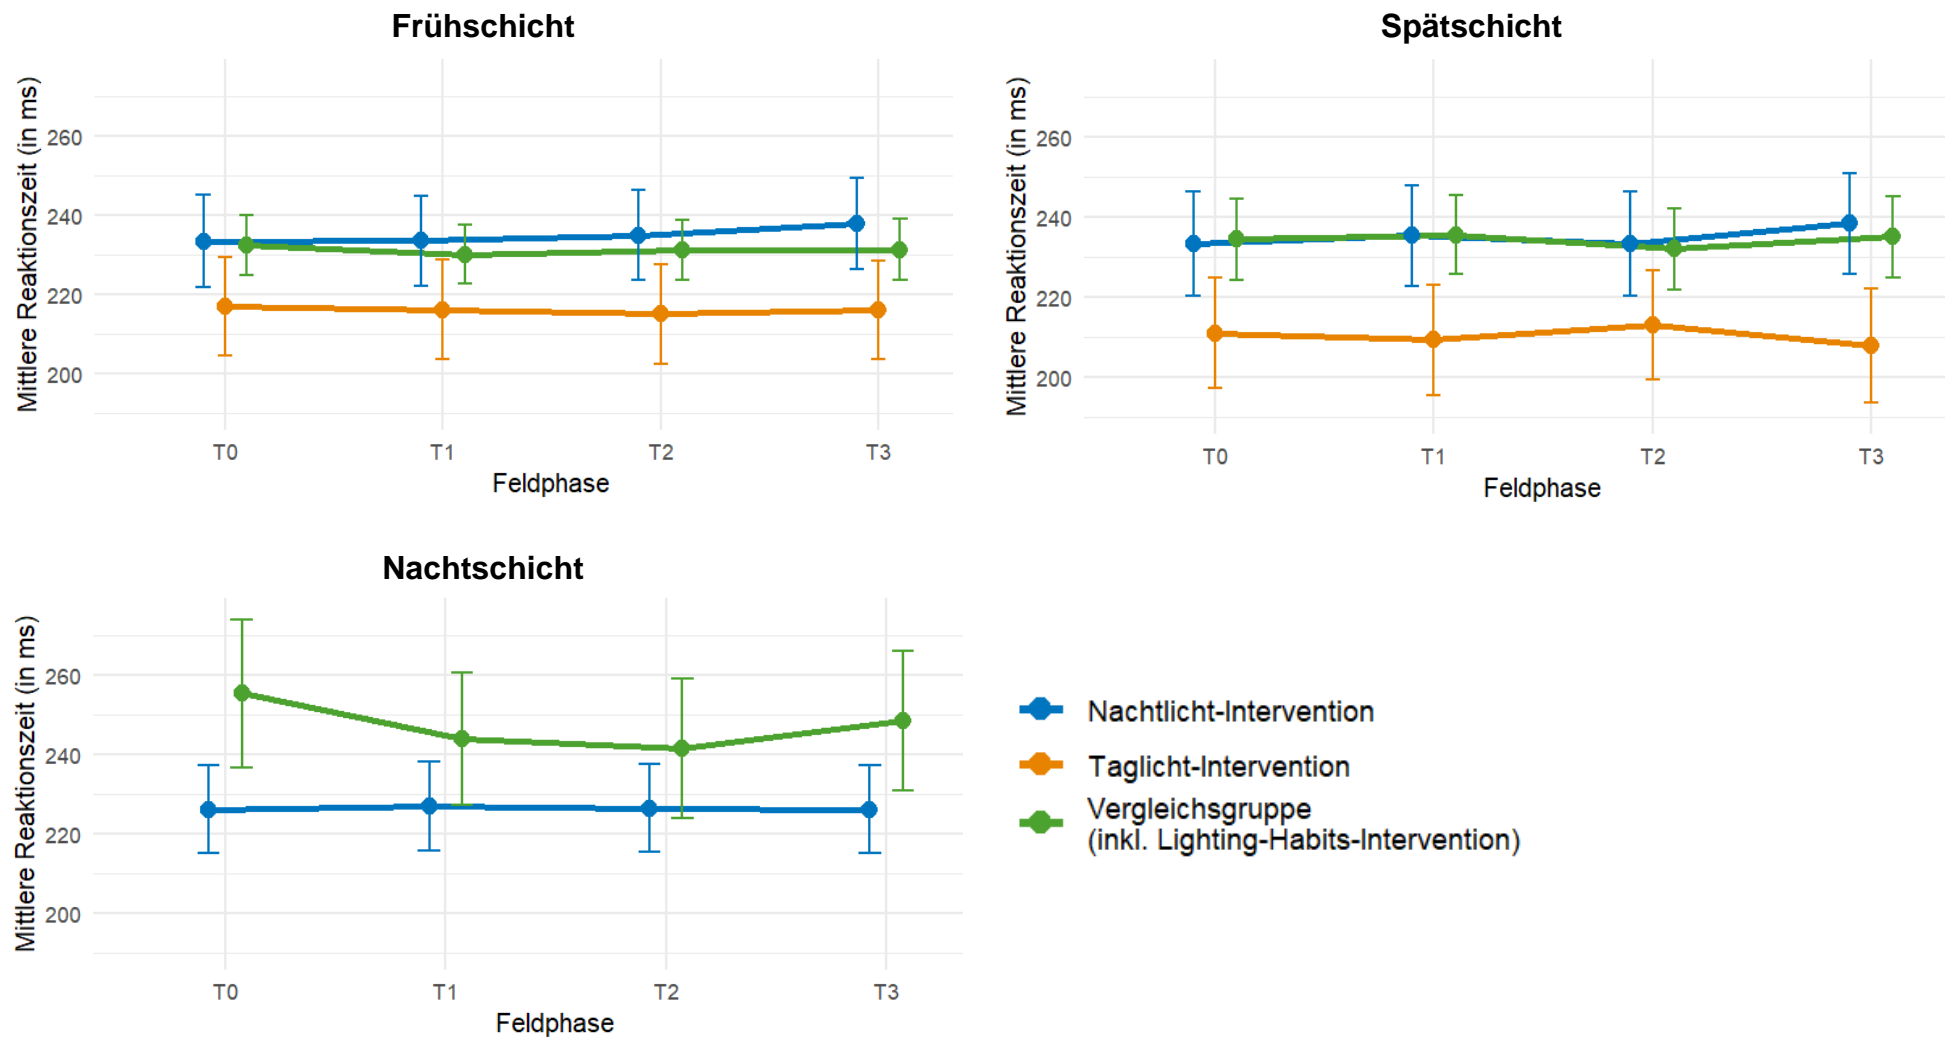 Frühschicht
Mittlere Reaktionszeit (in ms)
260
240
220
200
T0 T1 T2 T3
Feldphase
Spätschicht
Mittlere Reaktionszeit (in ms)
260
240
220
200
T0 T1 T2 T3
Feldphase
Nachtschicht
Mittlere Reaktionszeit (in ms)
260
240
220
200
T0 T1 T2 T3
Feldphase
Nachtlicht-Intervention
Taglicht-Intervention
Vergleichsgruppe
(inkl. Lighting-Habits-Intervention)